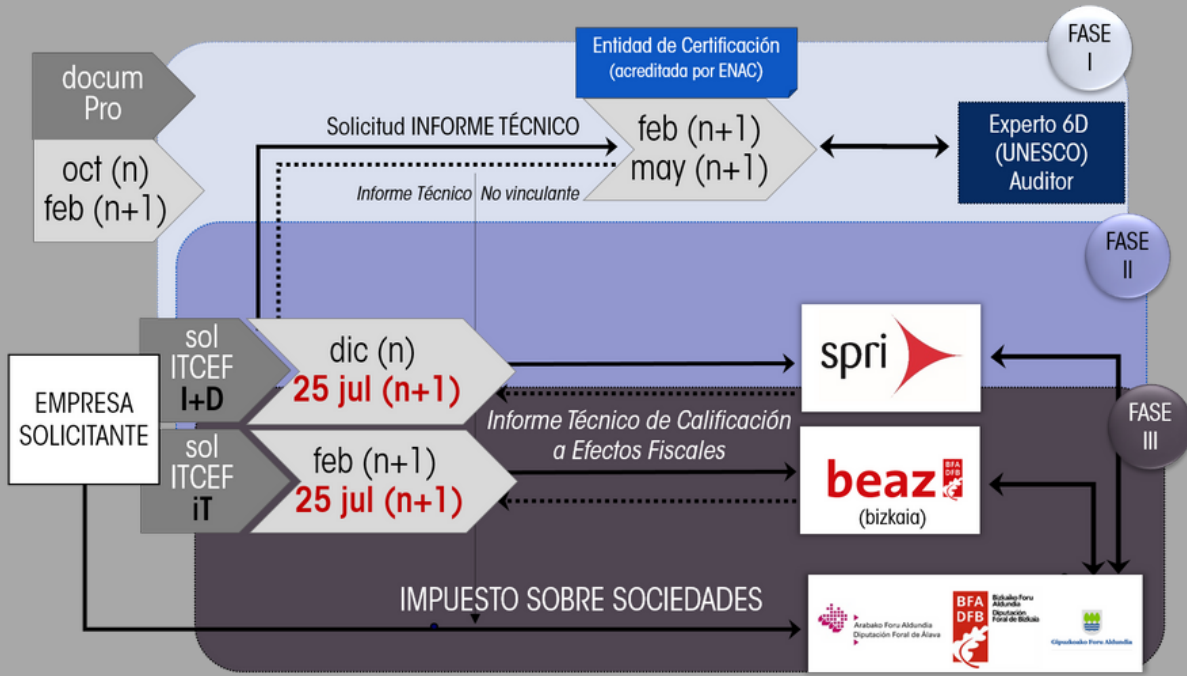 FASE
I
Entidad de Certificación
(acreditada por ENAC)
docum
Pro
oct (n)
feb (n+1)
Solicitud INFORME TÉCNICO
feb (n+1)
may (n+1)
Experto 6D
(UNESCO)
Auditor
Informe Técnico No vinculante
FASE
II
sol
ITCEF
I+D
dic (n)
25 jul (n+1)
spri
EMPRESA
SOLICITANTE
Informe Técnico de Calificación
a Efectos Fiscales
FASE
III
sol
ITCEF
iT
feb (n+1)
25 jul (n+1)
beaz
BFA
DFB
(bizkaia)
IMPUESTO SOBRE SOCIEDADES
Arabako Foru Aldundia
Diputación Foral de Álava
BFA
DFB
Bizkaiko Foru
Aldundia
Diputación
Foral de Bizkaia
Gipuzkoako Foru Aldundia